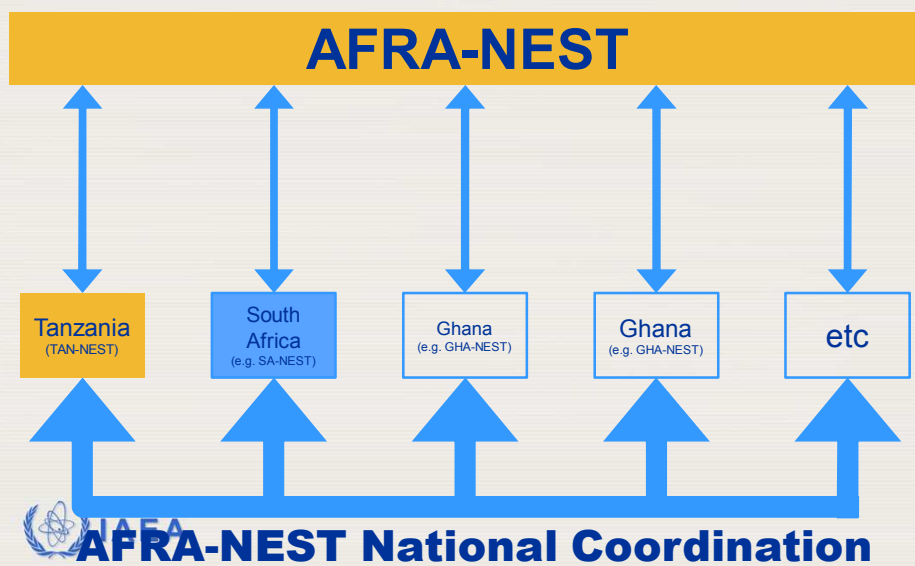 AFRA-NEST
Tanzania
(TAN-NEST)
South
Africa
(e.g. SA-NEST)
Ghana
(e.g. GHA-NEST)
Ghana
(e.g. GHA-NEST)
etc
IAEA
AFRA-NEST National Coordination